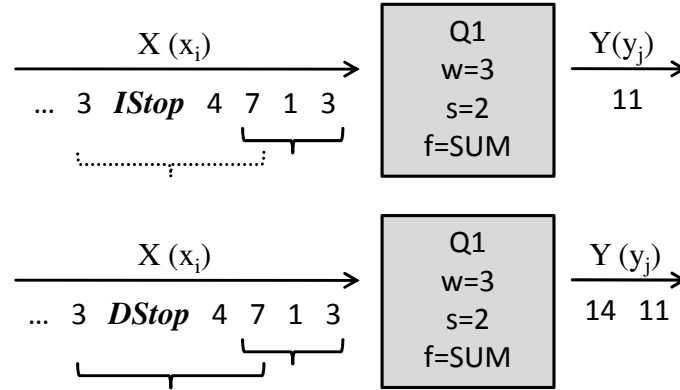 X (xi)
... 3 IStop 4 7 1 3
Q1
w=3
s=2
f=SUM
Y(yj)
11
X (xi)
... 3 DStop 4 7 1 3
Q1
w=3
s=2
f=SUM
Y (yj)
14 11